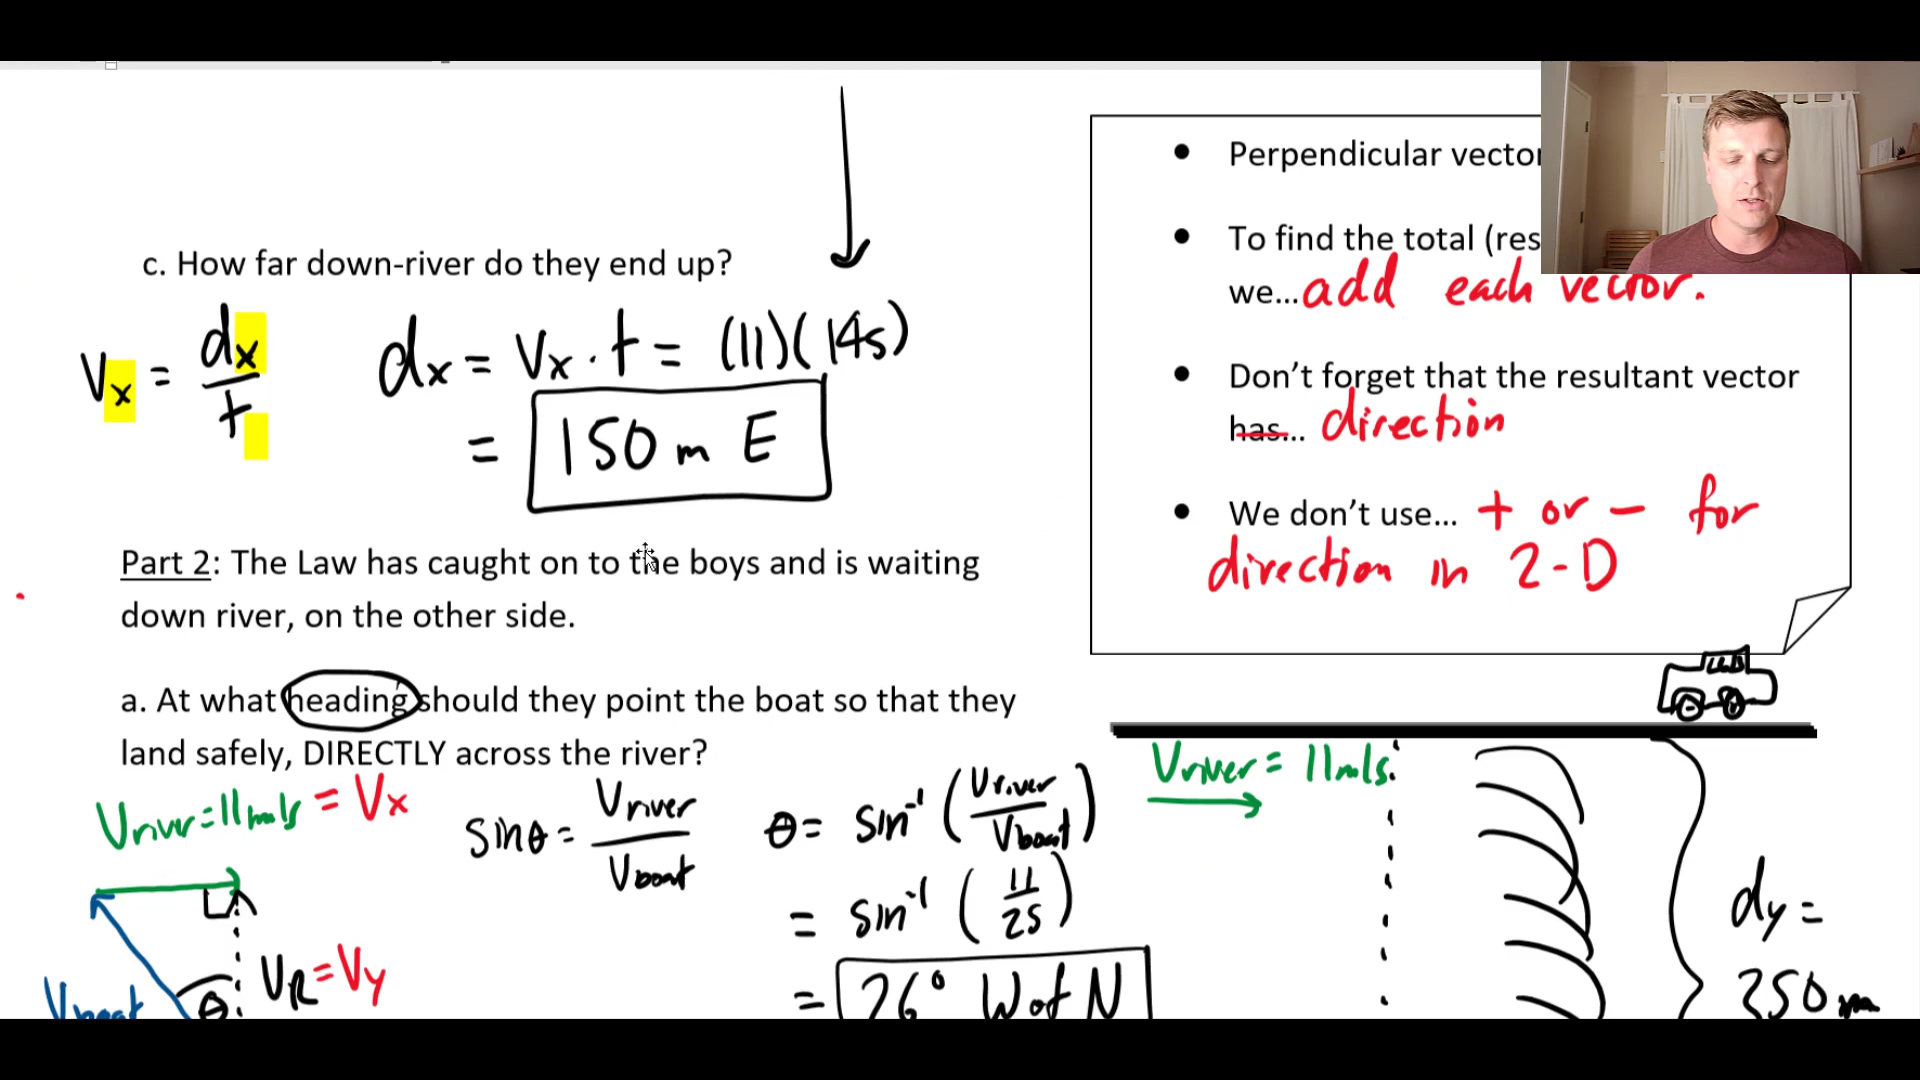 c. How far down-river do they end up?
Vx = dx / t
dx = Vx · t = (11)(14s)
= 150 m E
Part 2: The Law has caught on to the boys and is waiting
down river, on the other side.
a. At what heading should they point the boat so that they
land safely, DIRECTLY across the river?
Vriver = 11 m/s = Vx
sinθ = Vriver / Vboat
θ = sin⁻¹ (Vriver / Vboat)
= sin⁻¹ (11 / 25)
= 26° W of N
VR = Vy
θ
Vboat
• Perpendicular
• To find the total
we... add each vector.
• Don't forget that the resultant vector
has... direction
• We don't use... + or – for
direction in 2-D
Vriver = 11 m/s
dy =
250 m